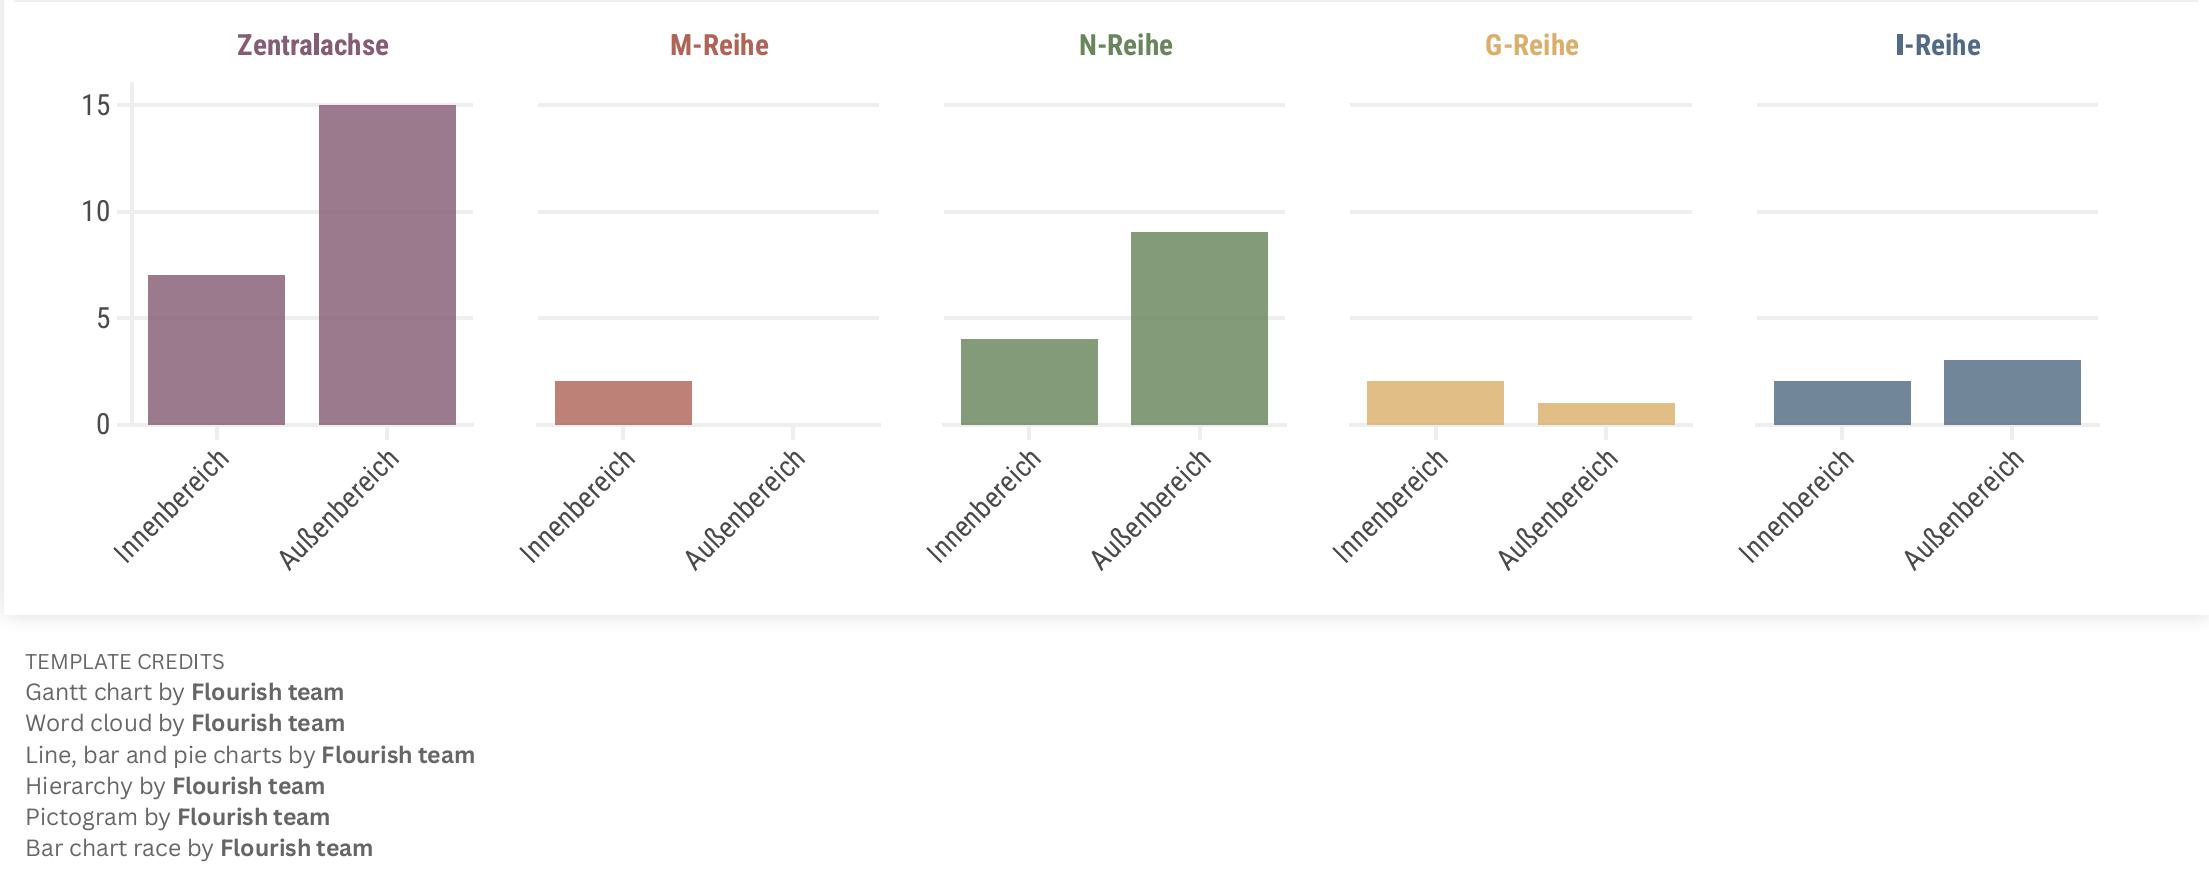 Zentralachse
M-Reihe
N-Reihe
G-Reihe
I-Reihe
15
10
5
0
Innenbereich
Außenbereich
Innenbereich
Außenbereich
Innenbereich
Außenbereich
Innenbereich
Außenbereich
Innenbereich
Außenbereich
TEMPLATE CREDITS
Gantt chart by Flourish team
Word cloud by Flourish team
Line, bar and pie charts by Flourish team
Hierarchy by Flourish team
Pictogram by Flourish team
Bar chart race by Flourish team